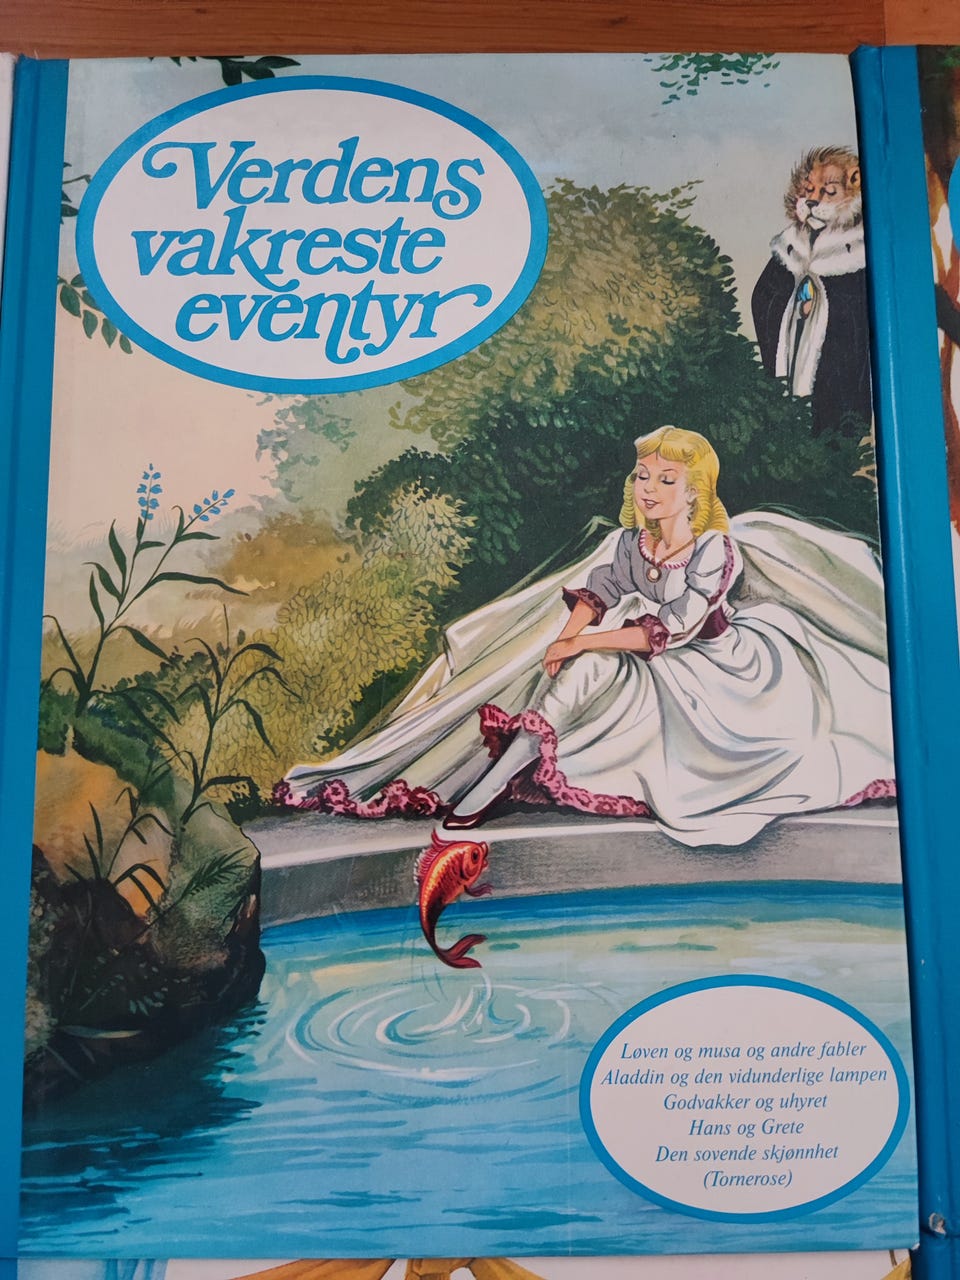 Verdens
vakreste
eventyr
Løven og musa og andre fabler
Aladdin og den vidunderlige lampen
Godvakker og uhyret
Hans og Grete
Den sovende skjønnhet
(Tornerose)